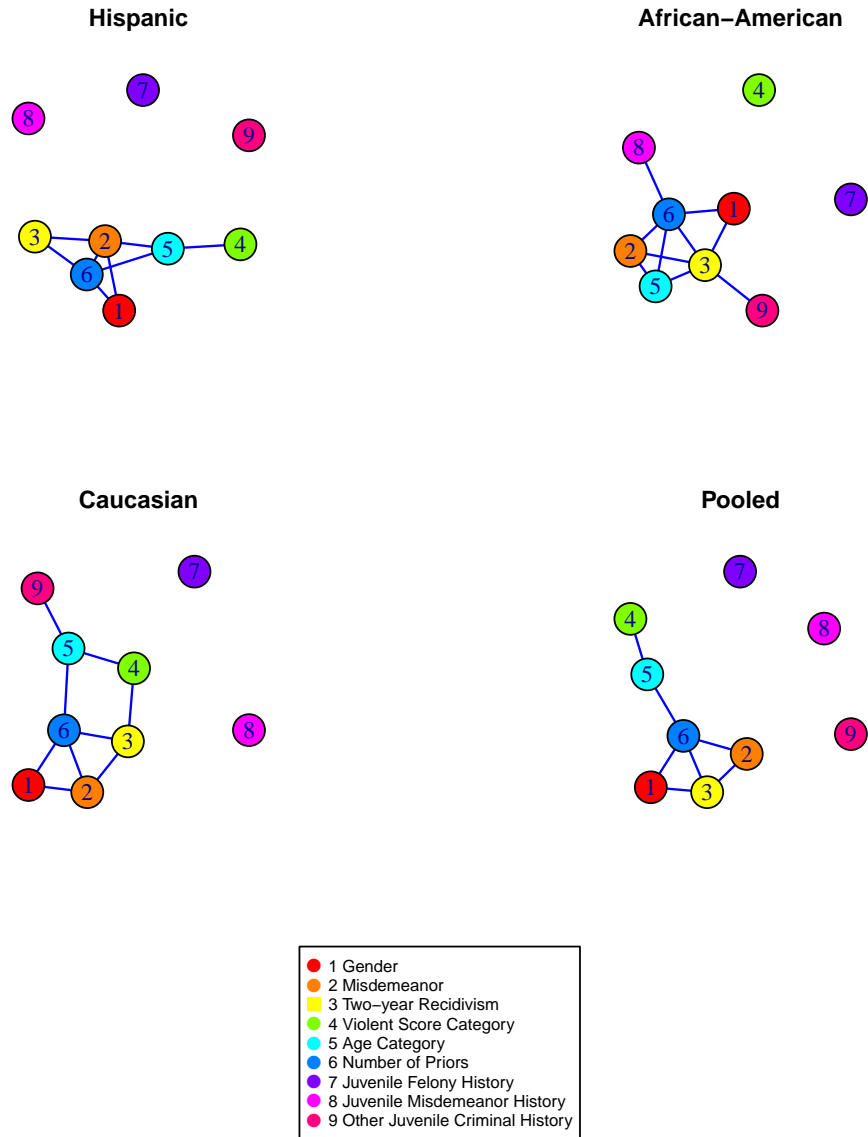 Hispanic
African−American
7
8
9
3
2
5
4
6
1
4
8
7
6
1
2
3
5
9
Caucasian
Pooled
7
9
5
4
6
3
8
1
2
7
4
8
5
6
9
2
1
3
1 Gender
2 Misdemeanor
3 Two−year Recidivism
4 Violent Score Category
5 Age Category
6 Number of Priors
7 Juvenile Felony History
8 Juvenile Misdemeanor History
9 Other Juvenile Criminal History